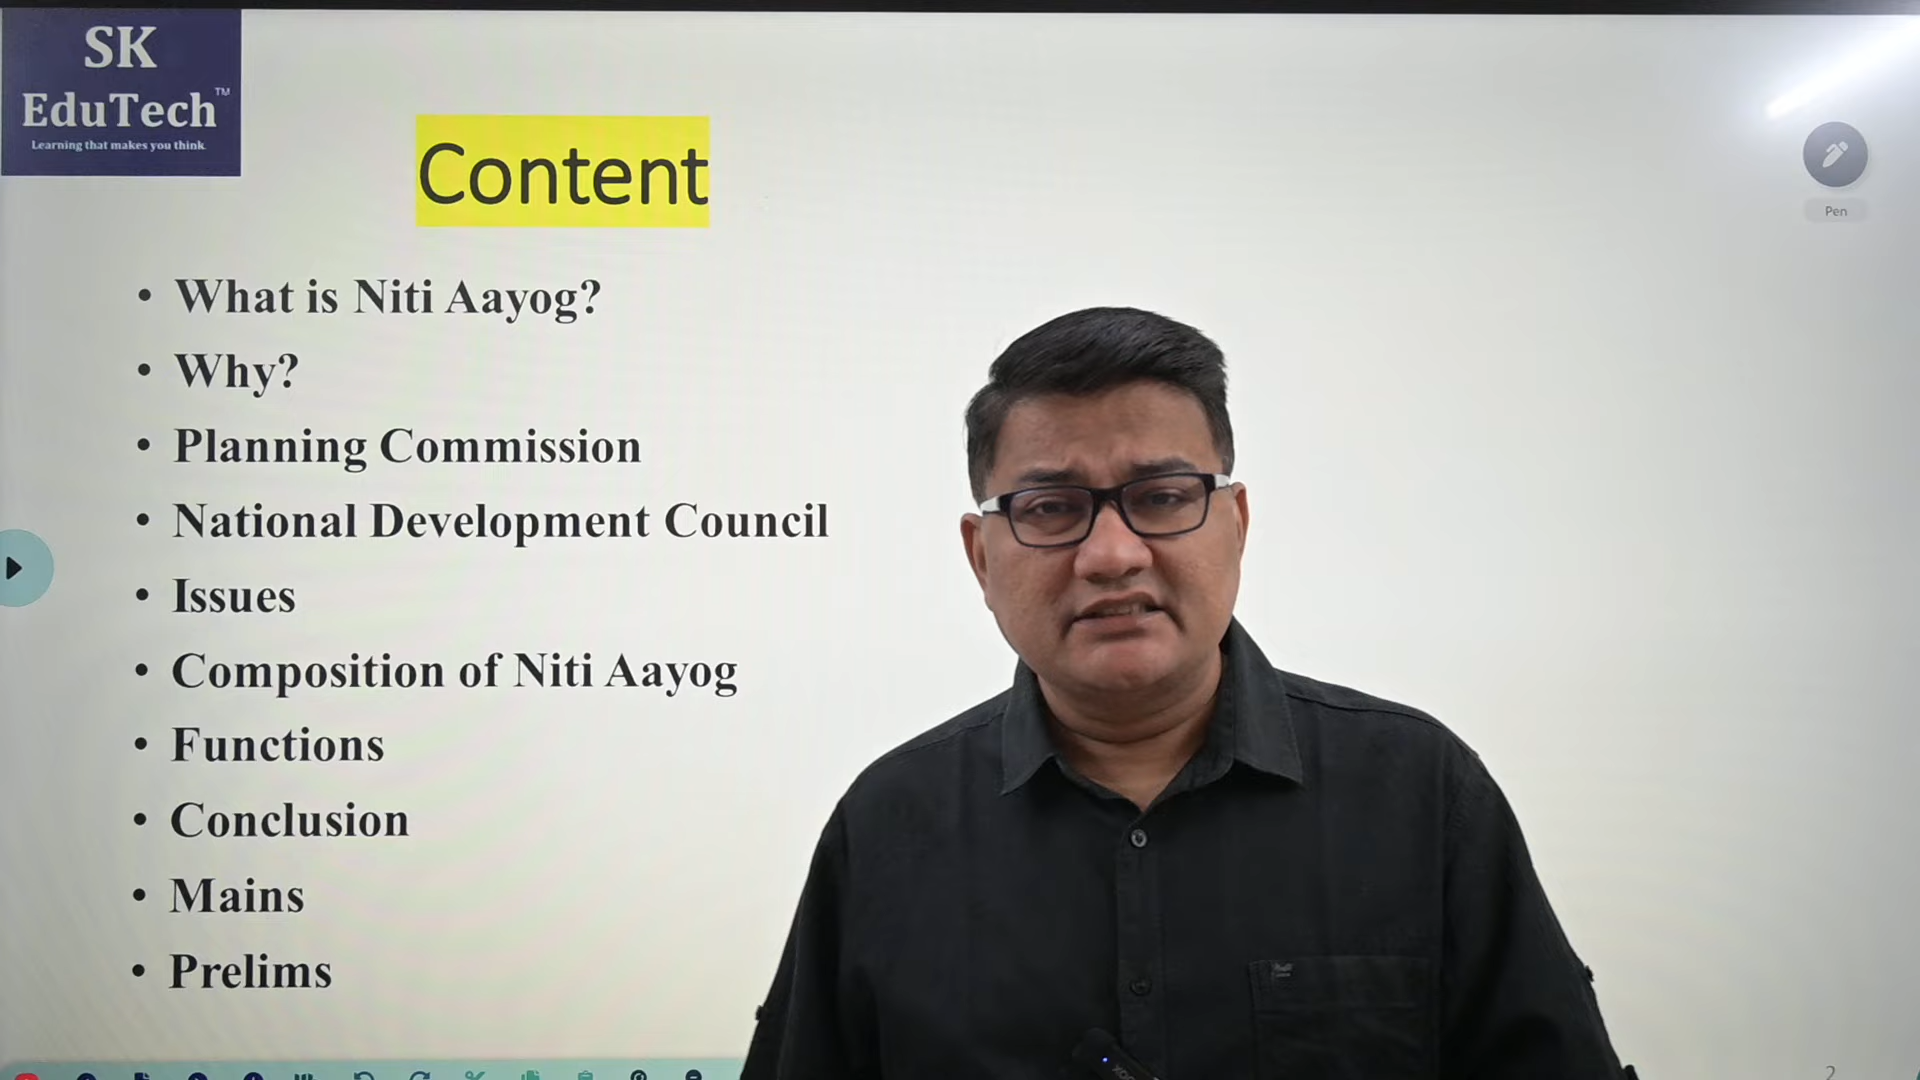 SK
EduTech™
Learning that makes you think.
Content
Pen
• What is Niti Aayog?
• Why?
• Planning Commission
• National Development Council
• Issues
• Composition of Niti Aayog
• Functions
• Conclusion
• Mains
• Prelims
2